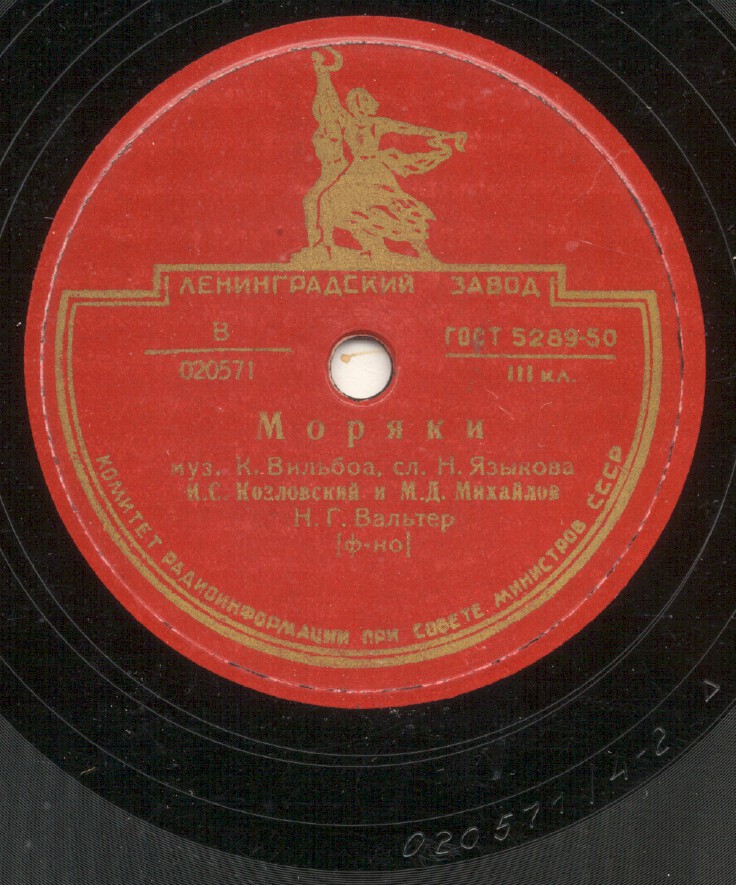 ЛЕНИНГРАДСКИЙ ЗАВОД
В
020571
ГОСТ 5289-50
III кл.
Моряки
муз. К. Вильбоа, сл. Н. Языкова
И.С. Козловский и М.Д. Михайлов
Н. Г. Вальтер
[ф-но]
КОМИТЕТ РАДИОИНФОРМАЦИИ ПРИ СОВЕТЕ МИНИСТРОВ СССР
020571/4-2